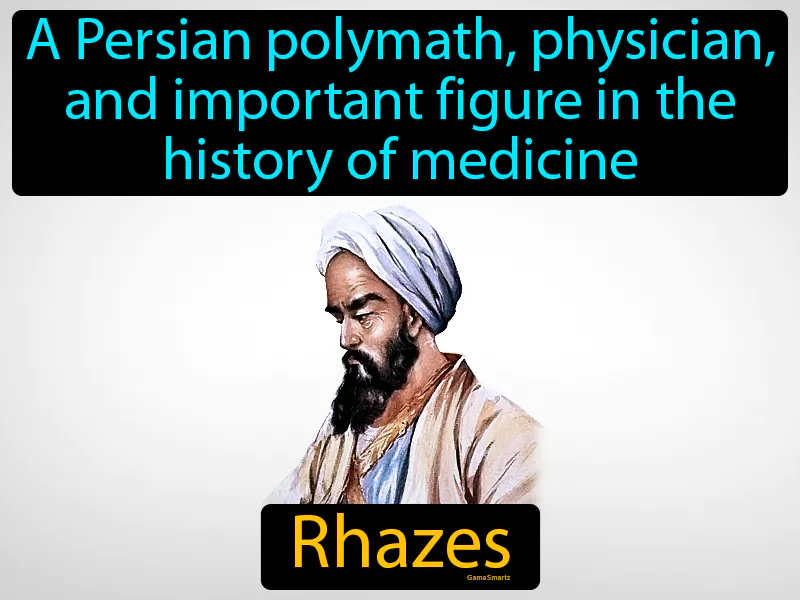 A Persian polymath, physician,
and important figure in the
history of medicine
Rhazes
GameSmartz